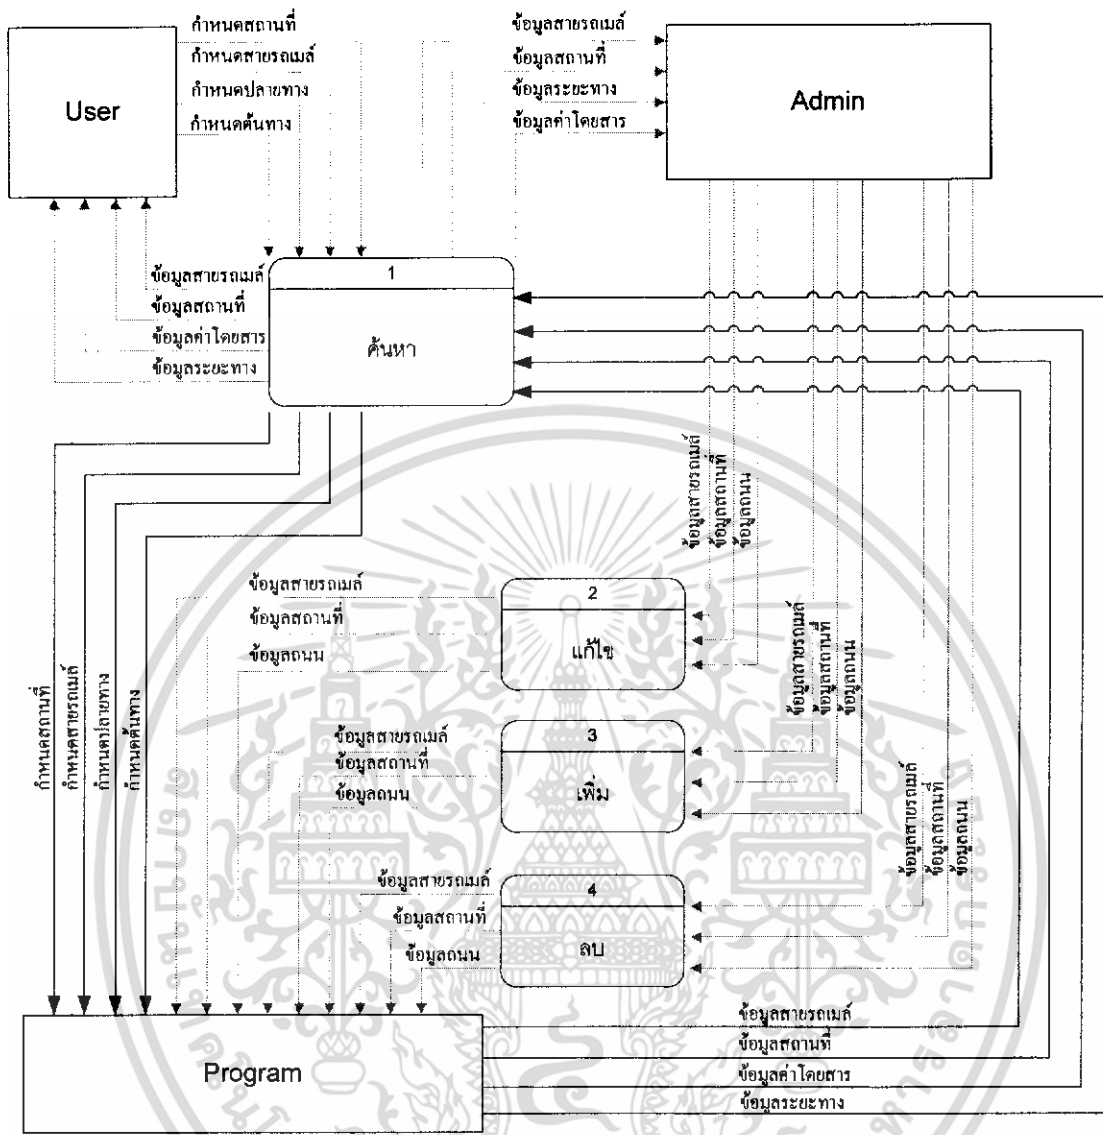 กำหนดสถานที่
กำหนดสายรถเมล์
กำหนดปลายทาง
กำหนดต้นทาง
User
ข้อมูลสายรถเมล์
ข้อมูลสถานที่
ข้อมูลระยะทาง
ข้อมูลค่าโดยสาร
Admin
ข้อมูลสายรถเมล์
ข้อมูลสถานที่
ข้อมูลค่าโดยสาร
ข้อมูลระยะทาง
1
ค้นหา
ข้อมูลสายรถเมล์
ข้อมูลสถานที่
ข้อมูลถนน
ข้อมูลสายรถเมล์
ข้อมูลสถานที่
ข้อมูลถนน
2
แก้ไข
ข้อมูลสายรถเมล์
ข้อมูลสถานที่
ข้อมูลถนน
กำหนดสถานที่
กำหนดสายรถเมล์
กำหนดปลายทาง
กำหนดต้นทาง
ข้อมูลสายรถเมล์
ข้อมูลสถานที่
ข้อมูลถนน
3
เพิ่ม
ข้อมูลสายรถเมล์
ข้อมูลสถานที่
ข้อมูลถนน
ข้อมูลสายรถเมล์
ข้อมูลสถานที่
ข้อมูลถนน
4
ลบ
Program
ข้อมูลสายรถเมล์
ข้อมูลสถานที่
ข้อมูลค่าโดยสาร
ข้อมูลระยะทาง